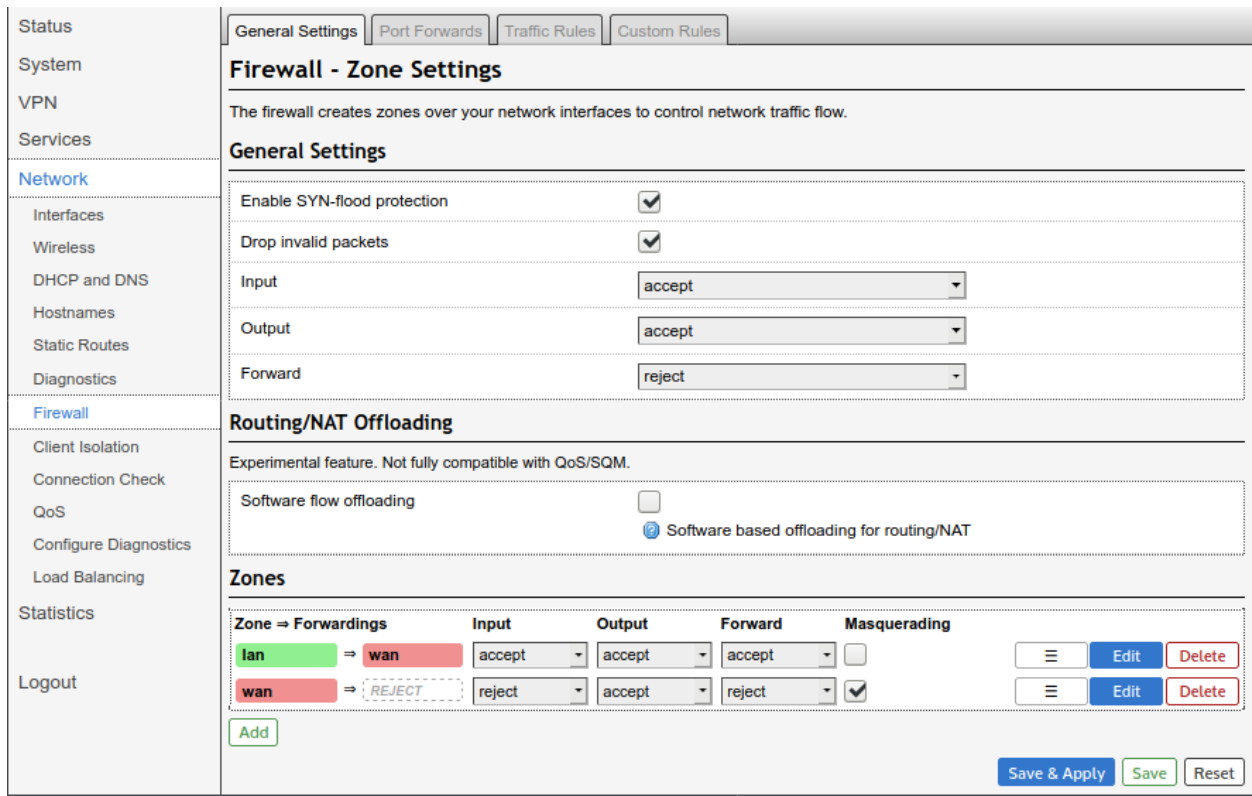 Status
System
VPN
Services
Network
Interfaces
Wireless
DHCP and DNS
Hostnames
Static Routes
Diagnostics
Firewall
Client Isolation
Connection Check
QoS
Configure Diagnostics
Load Balancing
Statistics
Logout
General Settings Port Forwards Traffic Rules Custom Rules
Firewall - Zone Settings
The firewall creates zones over your network interfaces to control network traffic flow.
General Settings
Enable SYN-flood protection
Drop invalid packets
Input accept
Output accept
Forward reject
Routing/NAT Offloading
Experimental feature. Not fully compatible with QoS/SQM.
Software flow offloading
Software based offloading for routing/NAT
Zones
Zone ⇒ Forwardings Input Output Forward Masquerading
lan ⇒ wan accept accept accept ☰ Edit Delete
wan ⇒ REJECT reject accept reject ☰ Edit Delete
Add
Save & Apply Save Reset